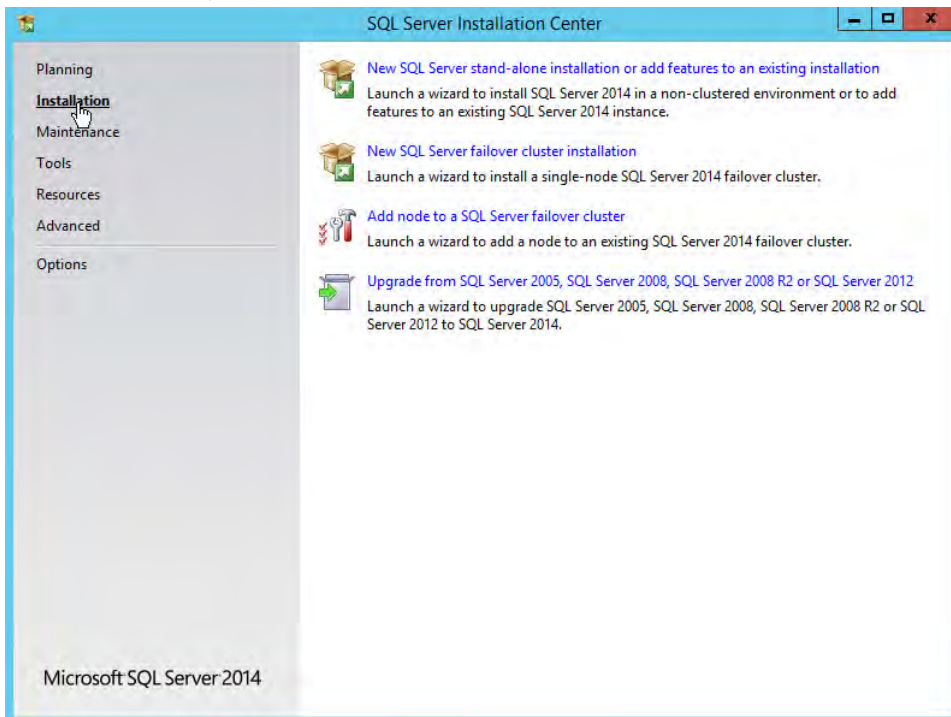 SQL Server Installation Center
Planning
Installation
Maintenance
Tools
Resources
Advanced
Options
New SQL Server stand-alone installation or add features to an existing installation
Launch a wizard to install SQL Server 2014 in a non-clustered environment or to add
features to an existing SQL Server 2014 instance.
New SQL Server failover cluster installation
Launch a wizard to install a single-node SQL Server 2014 failover cluster.
Add node to a SQL Server failover cluster
Launch a wizard to add a node to an existing SQL Server 2014 failover cluster.
Upgrade from SQL Server 2005, SQL Server 2008, SQL Server 2008 R2 or SQL Server 2012
Launch a wizard to upgrade SQL Server 2005, SQL Server 2008, SQL Server 2008 R2 or SQL
Server 2012 to SQL Server 2014.
Microsoft SQL Server 2014